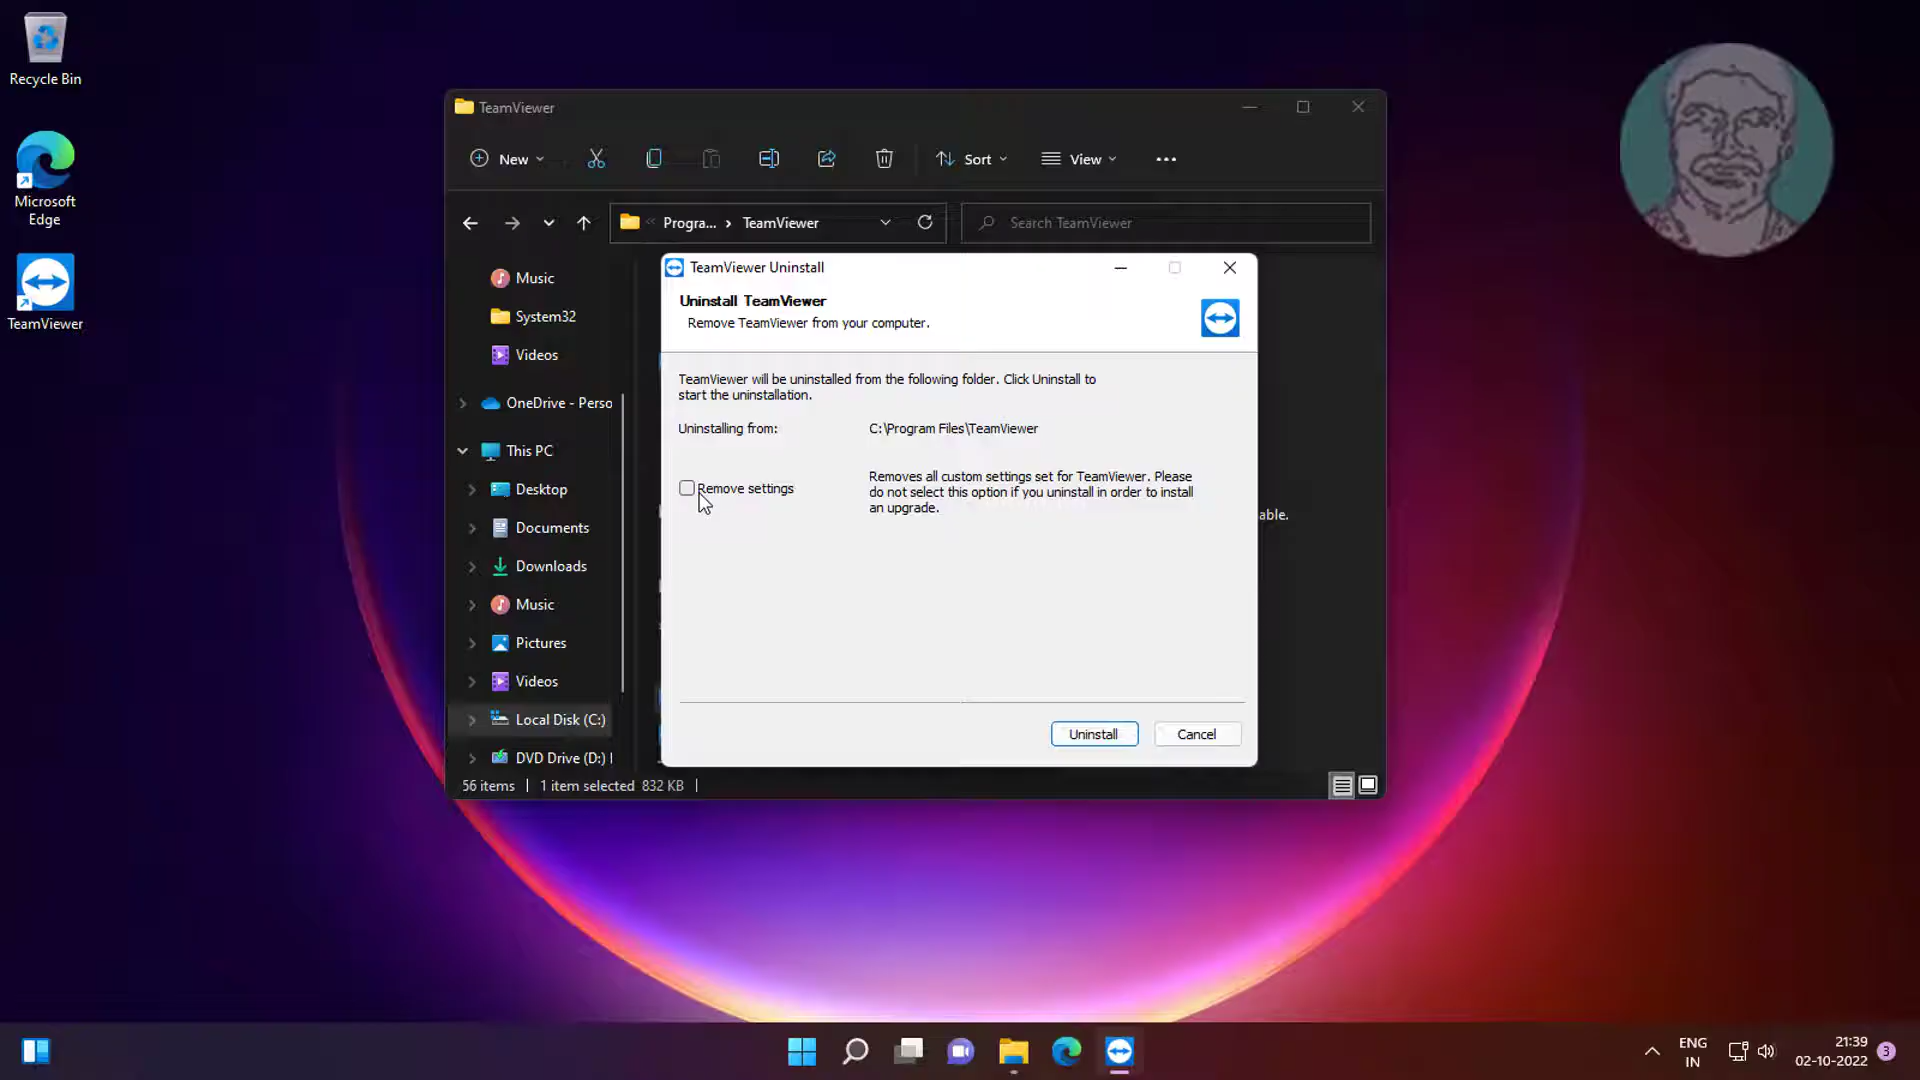 Recycle Bin
Microsoft
Edge
TeamViewer
TeamViewer
New
Sort
View
Progra...
TeamViewer
Search TeamViewer
Music
System32
Videos
OneDrive - Perso
This PC
Desktop
Documents
Downloads
Music
Pictures
Videos
Local Disk (C:)
DVD Drive (D:)
56 items
1 item selected 832 KB
able.
TeamViewer Uninstall
Uninstall TeamViewer
Remove TeamViewer from your computer.
TeamViewer will be uninstalled from the following folder. Click Uninstall to
start the uninstallation.
Uninstalling from:
C:\Program Files\TeamViewer
Remove settings
Removes all custom settings set for TeamViewer. Please
do not select this option if you uninstall in order to install
an upgrade.
Uninstall
Cancel
ENG
IN
21:39
02-10-2022
3